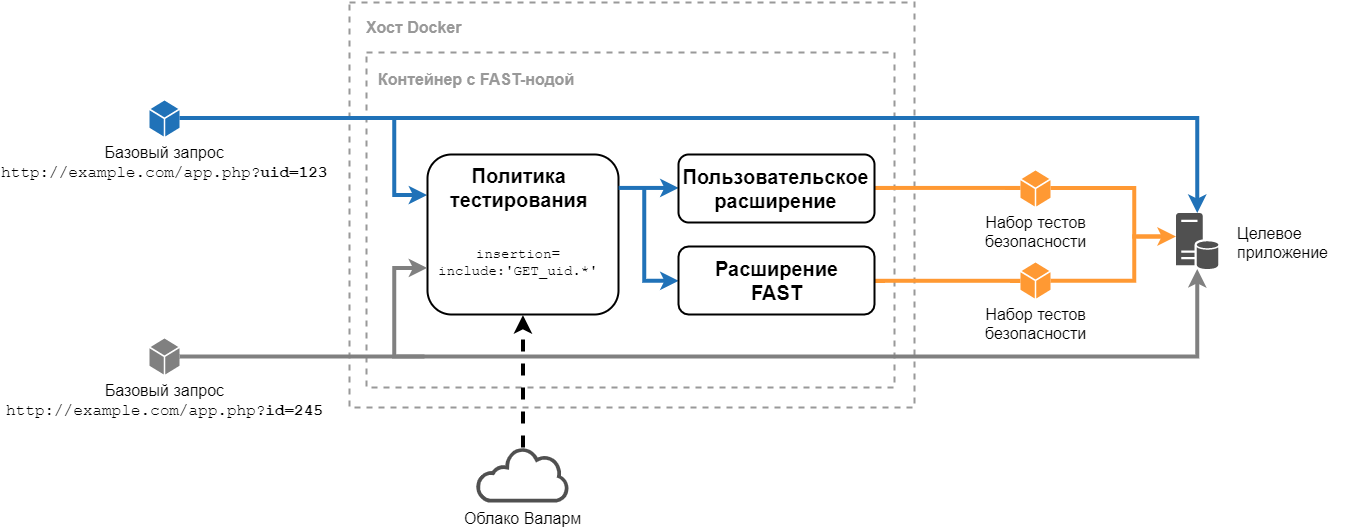 Хост Docker
Контейнер с FAST-нодой
Базовый запрос
http://example.com/app.php?uid=123
Политика
тестирования
insertion=
include:'GET_uid.*'
Пользовательское
расширение
Расширение
FAST
Набор тестов
безопасности
Набор тестов
безопасности
Целевое
приложение
Базовый запрос
http://example.com/app.php?id=245
Облако Валарм